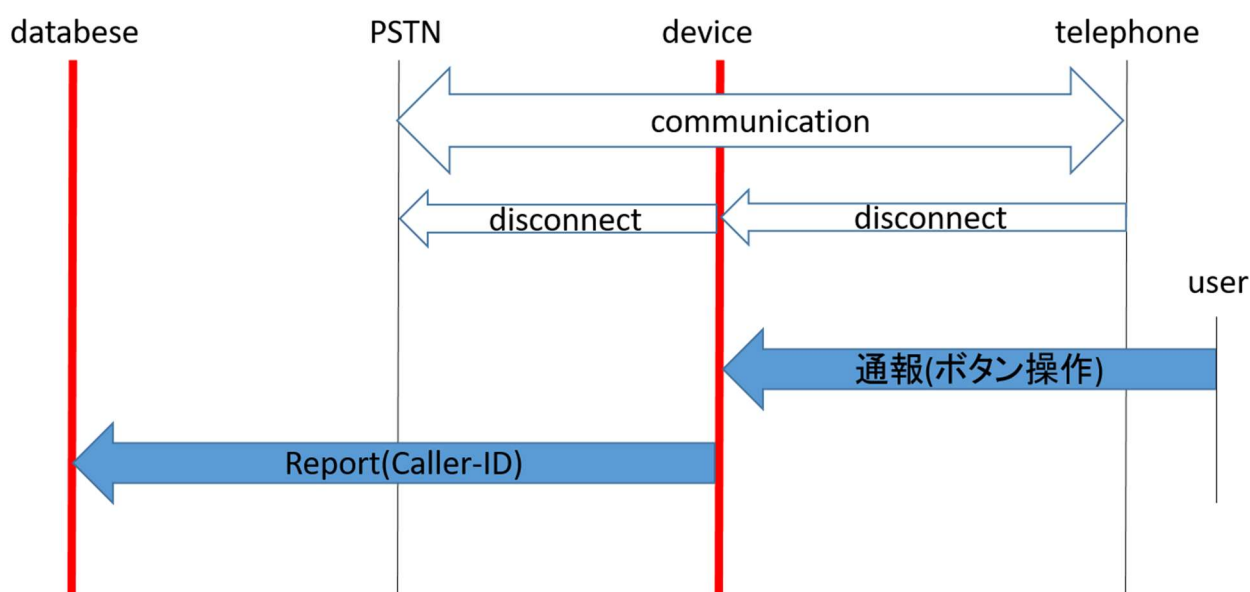 databese
PSTN
device
telephone
communication
disconnect
disconnect
user
通報(ボタン操作)
Report(Caller-ID)